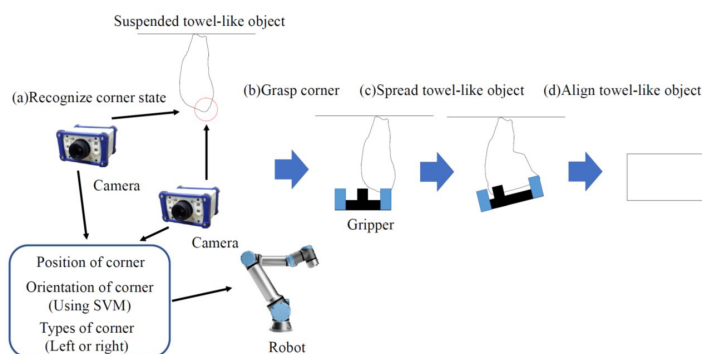 Suspended towel-like object
(a)Recognize corner state
(b)Grasp corner
(c)Spread towel-like object
(d)Align towel-like object
Camera
Camera
Gripper
Position of corner
Orientation of corner
(Using SVM)
Types of corner
(Left or right)
Robot